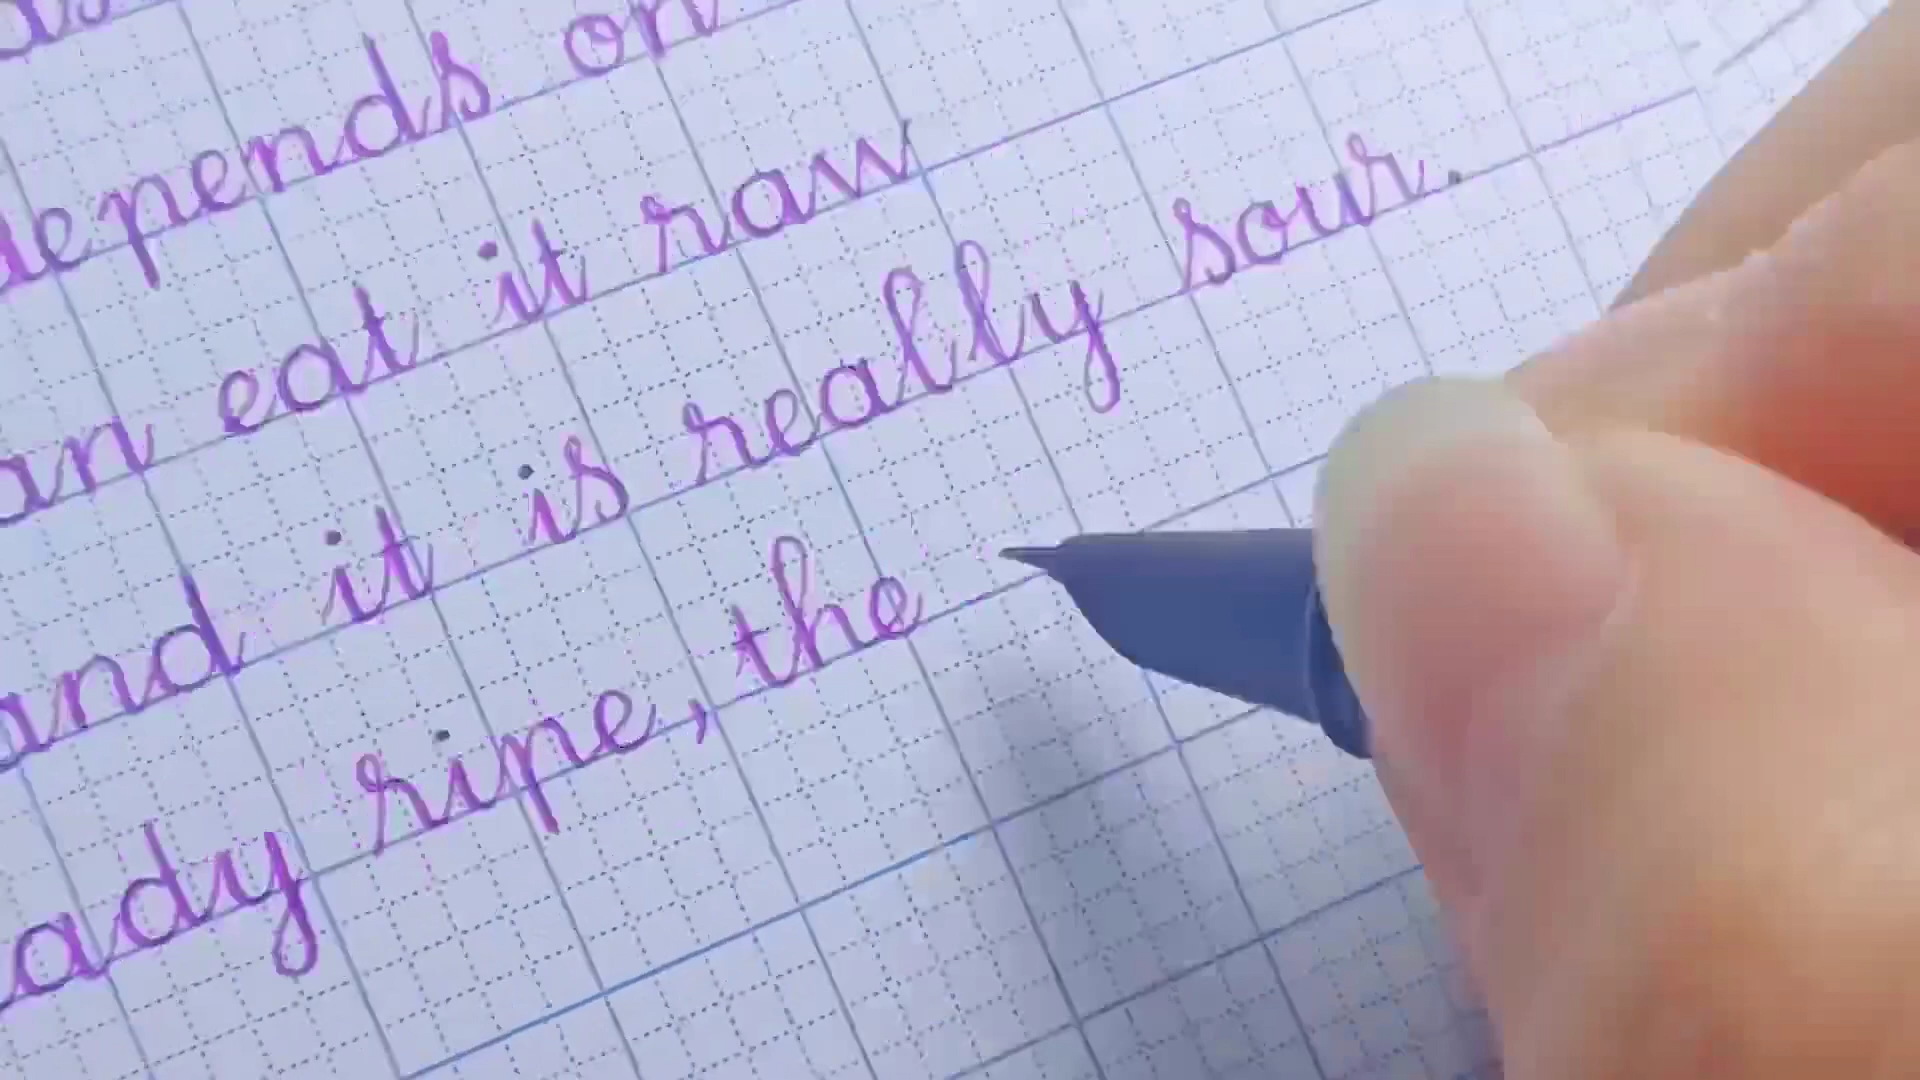 depends on
an eat it raw
and it is really sour.
ady ripe, the